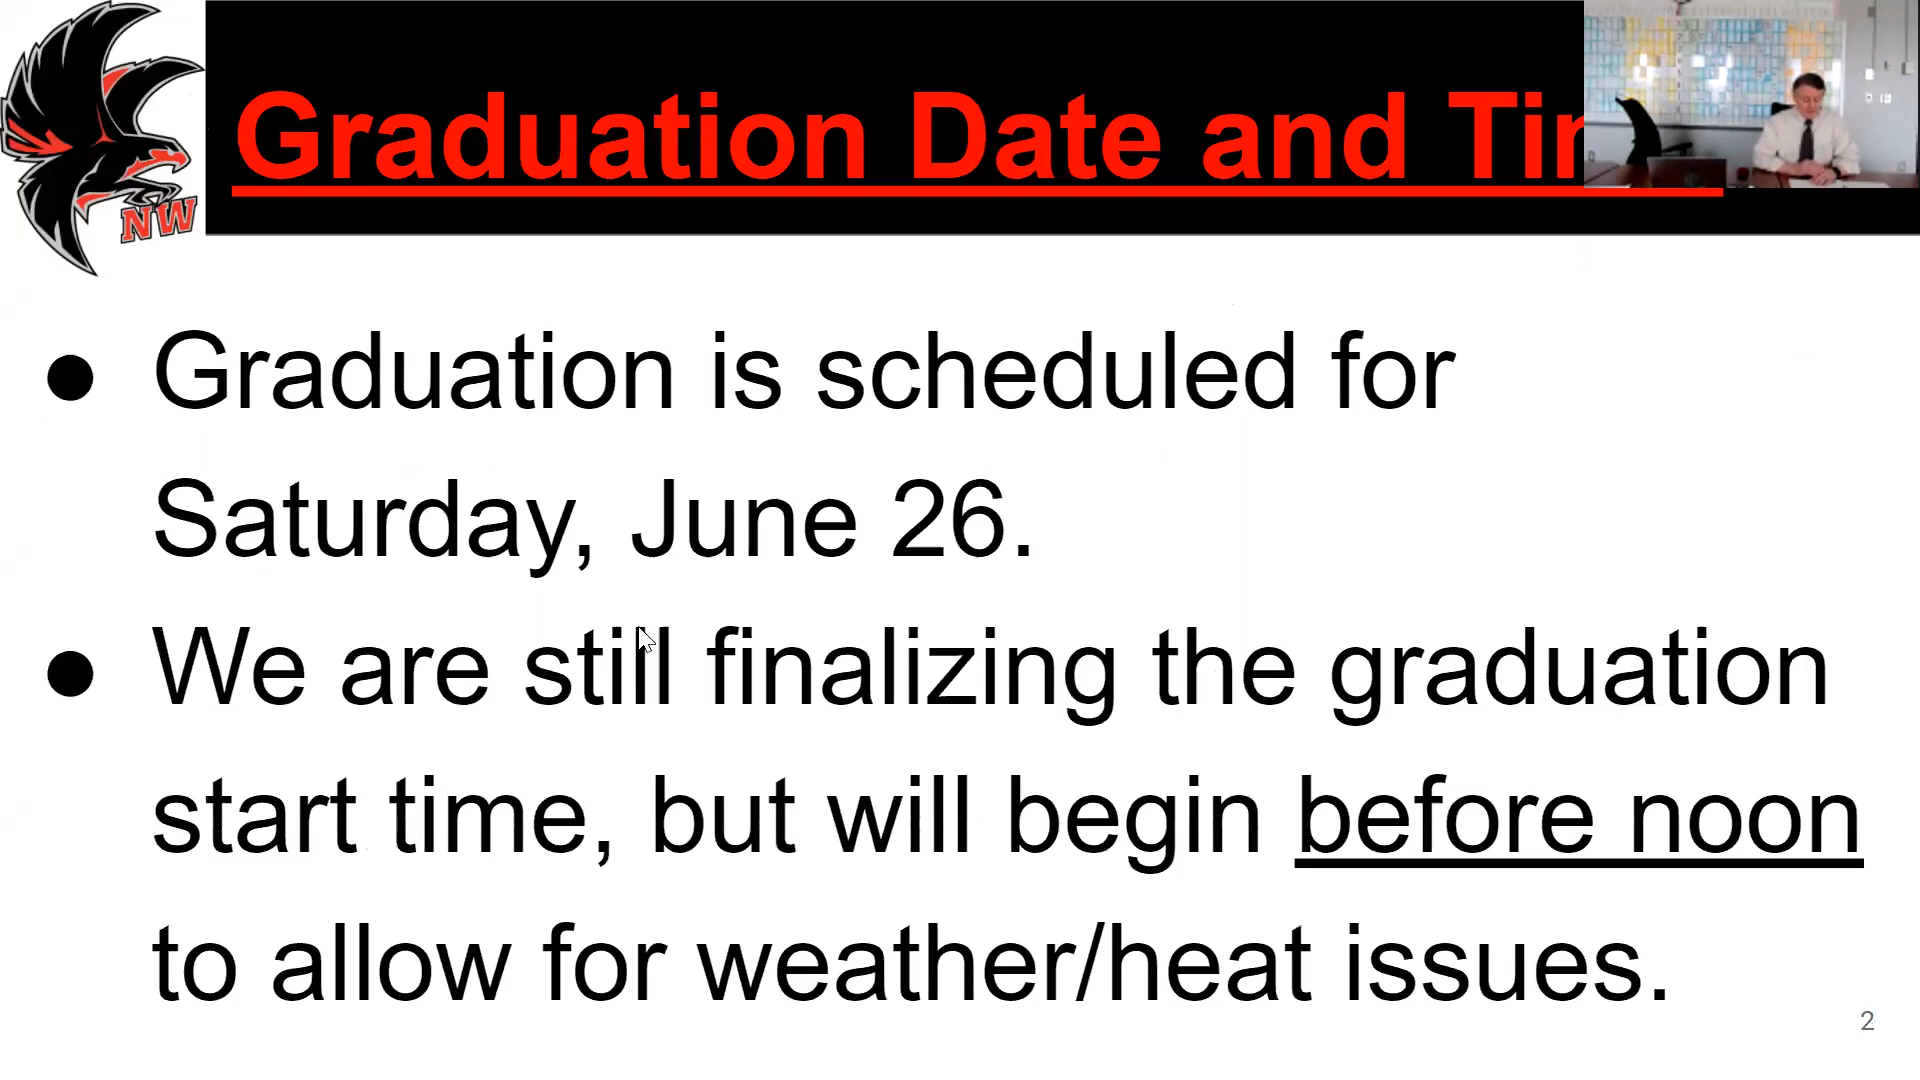 Graduation Date and Ti
NW
Graduation is scheduled for
Saturday, June 26.
We are still finalizing the graduation
start time, but will begin before noon
to allow for weather/heat issues.
2